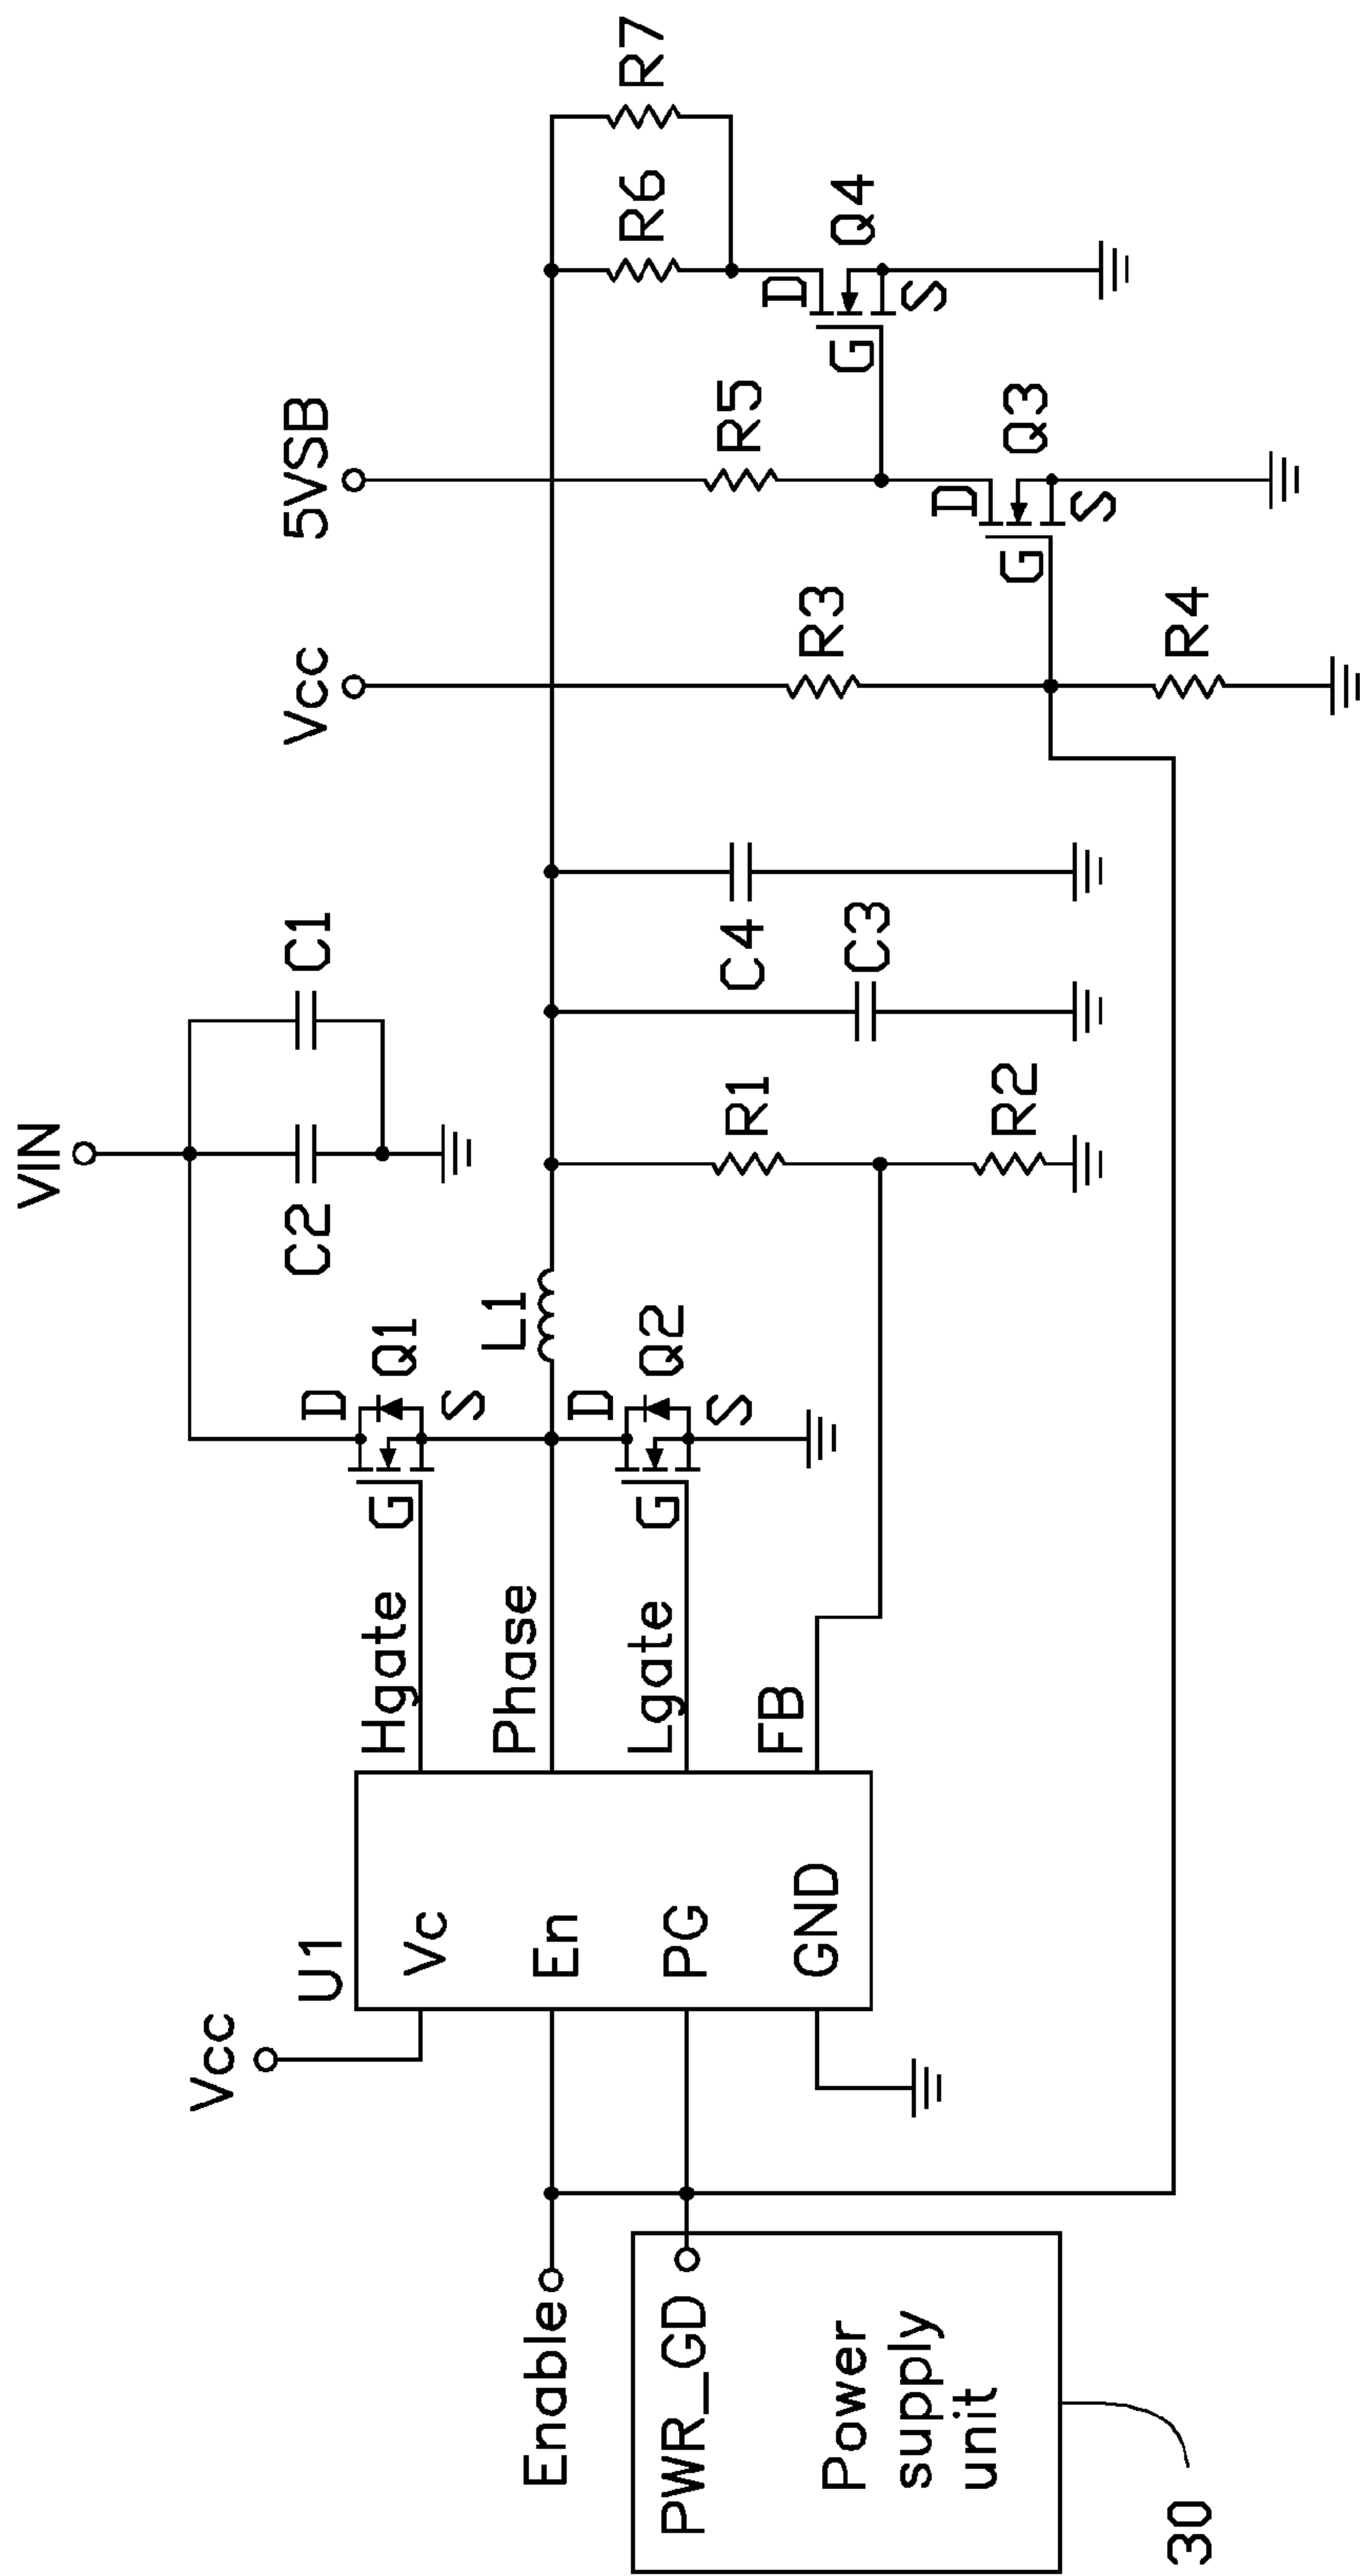 VIN
C2
C1
Vcc
5VSB
Vcc
U1
Hgate
G
D
Q1
S
L1
R6
R7
Vc
En
PG
GND
Phase
Lgate
FB
G
D
Q2
S
R1
R2
C4
C3
R3
R4
R5
D
G
Q4
S
D
G
Q3
S
Enable
PWR_GD
Power
supply
unit
30